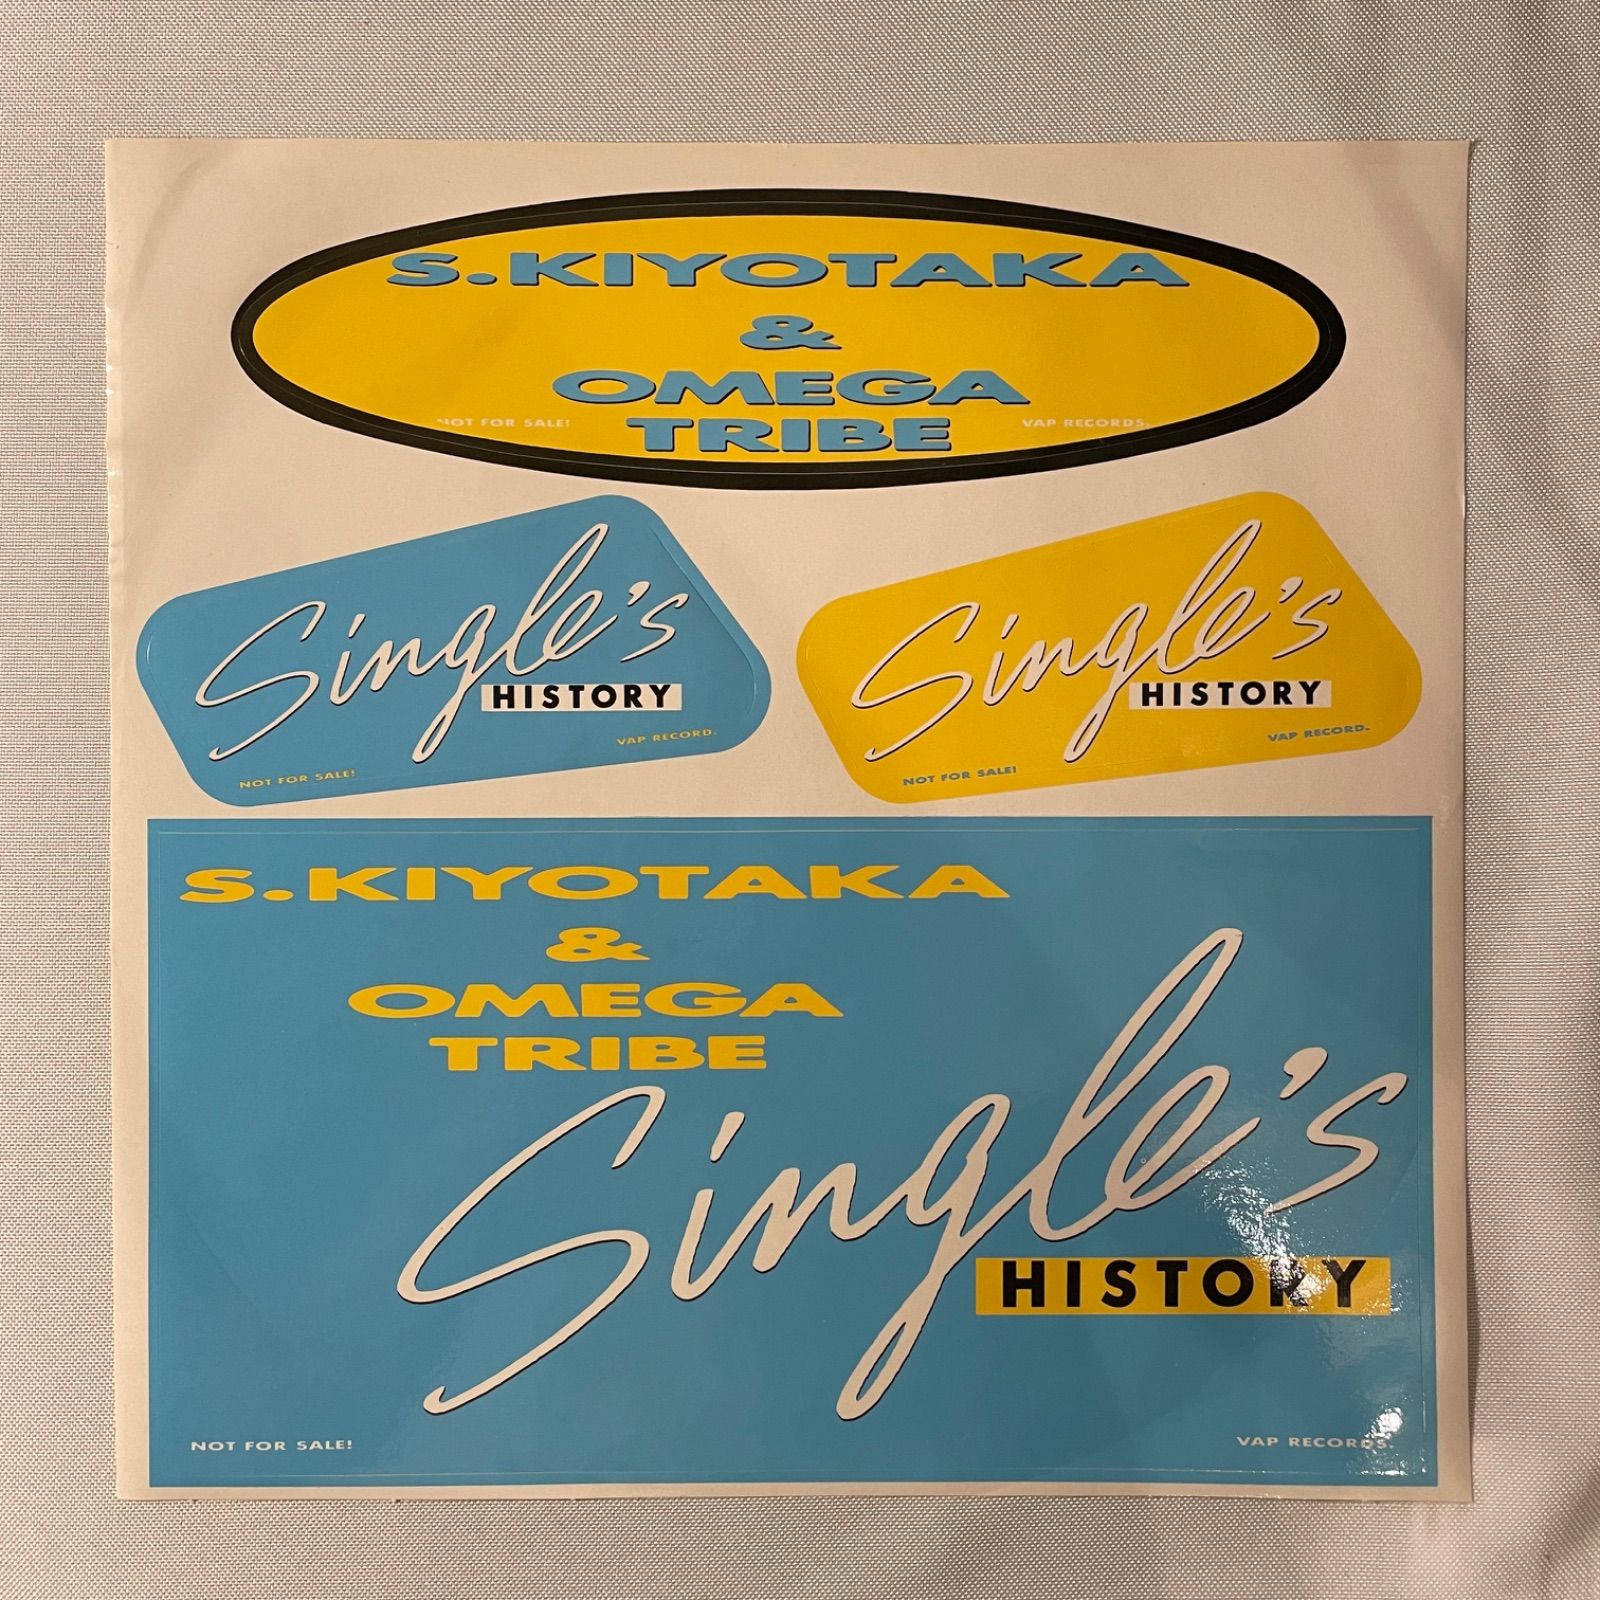 S.KIYOTAKA
&
OMEGA
NOT FOR SALE!
VAP RECORDS.
TRIBE
Single's
HISTORY
VAP RECORD.
NOT FOR SALE!
Single's
HISTORY
VAP RECORD.
NOT FOR SALE!
S.KIYOTAKA
&
OMEGA
TRIBE
Single's
HISTORY
NOT FOR SALE!
VAP RECORDS.